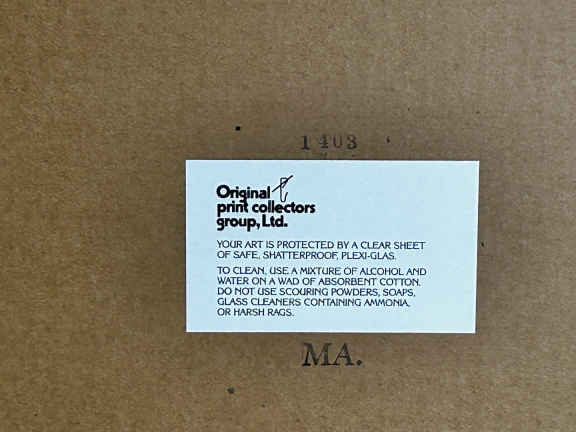 1403
Original
print collectors
group, Ltd.
YOUR ART IS PROTECTED BY A CLEAR SHEET
OF SAFE, SHATTERPROOF, PLEXI-GLAS.
TO CLEAN, USE A MIXTURE OF ALCOHOL AND
WATER ON A WAD OF ABSORBENT COTTON.
DO NOT USE SCOURING POWDERS, SOAPS,
GLASS CLEANERS CONTAINING AMMONIA,
OR HARSH RAGS.
MA.